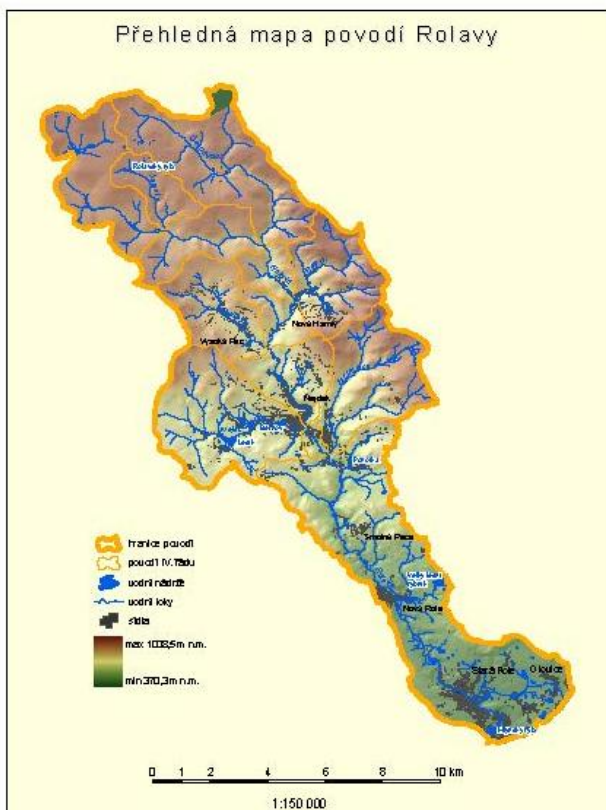 Přehledná mapa povodí Rolavy
Nové Hamry
Vysoká Pec
Nejdek
Smolné Pece
Nová Role
Stará Role
Otovice
hranice povodí
povodí IV. řádu
vodní nádrže
vodní toky
sídla
max 1008,5m n.m.
min 370,3m n.m.
0 1 2 4 6 8 10 km
1:150 000